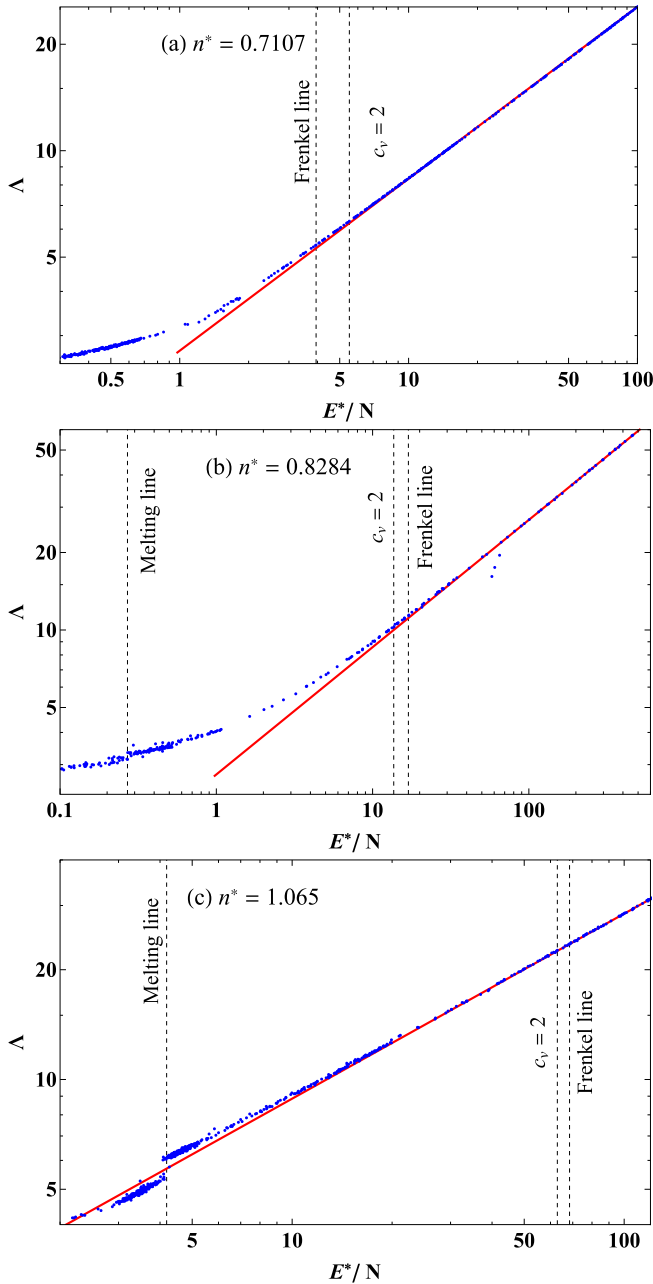 (a) n* = 0.7107
Frenkel line
c_v = 2
20
10
5
Λ
0.5
1
5
10
50
100
E*/ N
(b) n* = 0.8284
Melting line
c_v = 2
Frenkel line
50
20
10
5
Λ
0.1
1
10
100
E*/ N
(c) n* = 1.065
Melting line
c_v = 2
Frenkel line
20
10
5
Λ
5
10
50
100
E*/ N